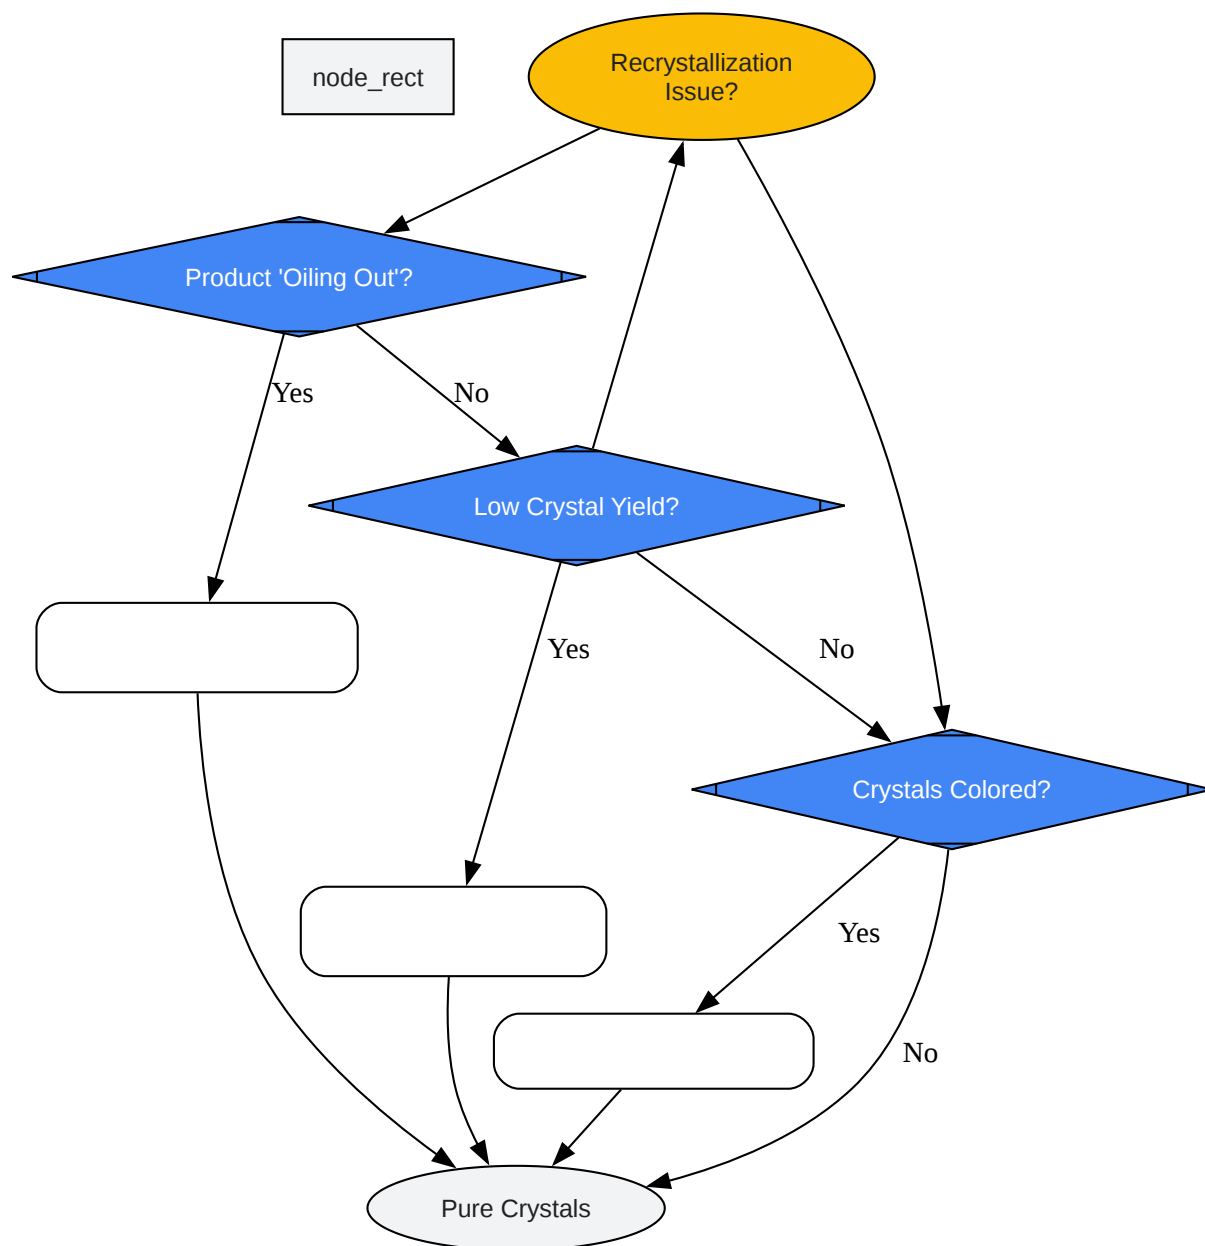 node_rect
Recrystallization
Issue?
Product 'Oiling Out'?
Yes
No
Low Crystal Yield?
Yes
No
Crystals Colored?
Yes
No
Pure Crystals